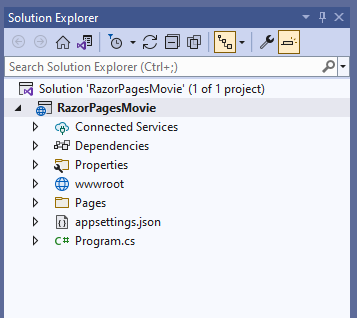 Solution Explorer
Search Solution Explorer (Ctrl+;)
Solution 'RazorPagesMovie' (1 of 1 project)
RazorPagesMovie
Connected Services
Dependencies
Properties
wwwroot
Pages
appsettings.json
C# Program.cs